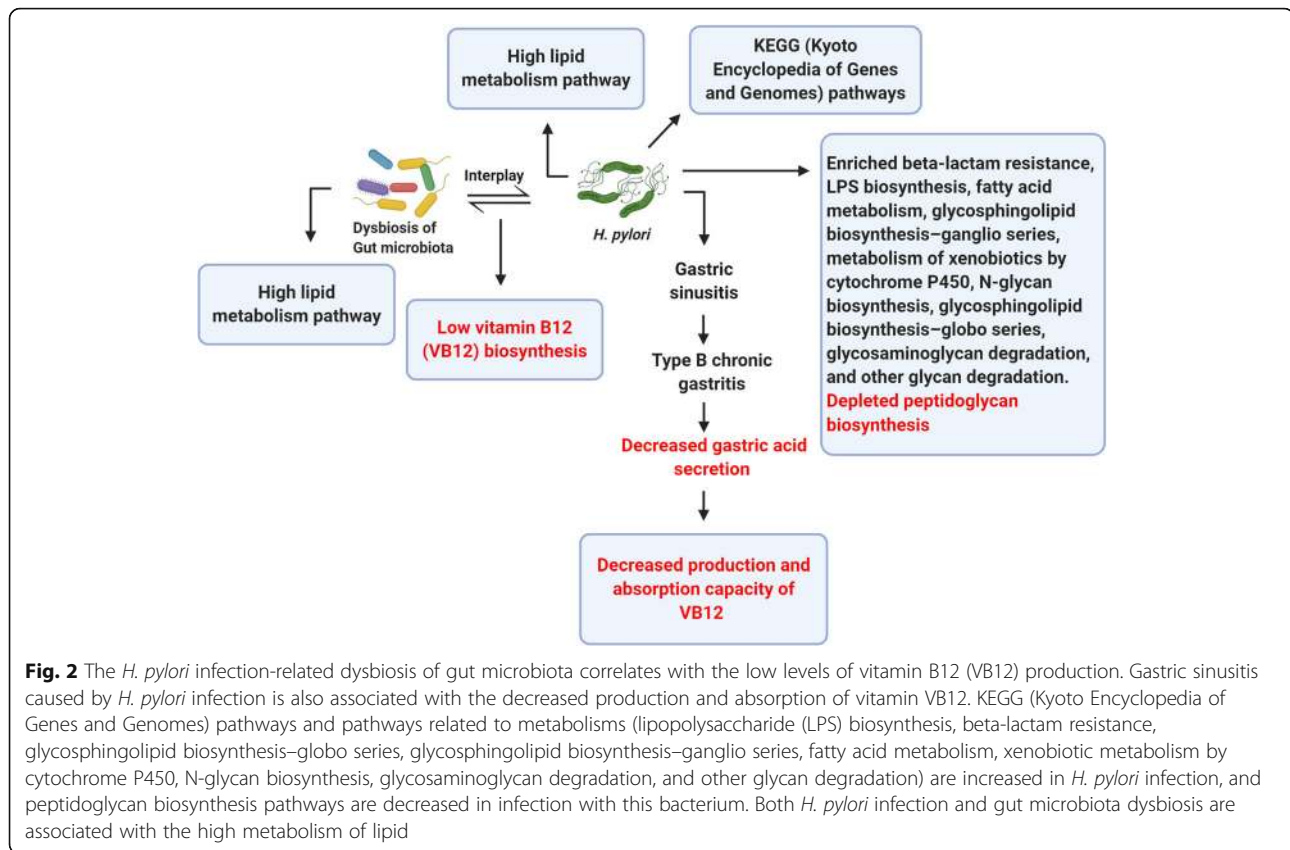 High lipid
metabolism pathway
KEGG (Kyoto
Encyclopedia of Genes
and Genomes) pathways
Interplay
Dysbiosis of
Gut microbiota
H. pylori
Enriched beta-lactam resistance,
LPS biosynthesis, fatty acid
metabolism, glycosphingolipid
biosynthesis–ganglio series,
metabolism of xenobiotics by
cytochrome P450, N-glycan
biosynthesis, glycosphingolipid
biosynthesis–globo series,
glycosaminoglycan degradation,
and other glycan degradation.
Depleted peptidoglycan
biosynthesis
High lipid
metabolism pathway
Low vitamin B12
(VB12) biosynthesis
Gastric
sinusitis
Type B chronic
gastritis
Decreased gastric acid
secretion
Decreased production and
absorption capacity of
VB12
Fig. 2 The H. pylori infection-related dysbiosis of gut microbiota correlates with the low levels of vitamin B12 (VB12) production. Gastric sinusitis
caused by H. pylori infection is also associated with the decreased production and absorption of vitamin VB12. KEGG (Kyoto Encyclopedia of
Genes and Genomes) pathways and pathways related to metabolisms (lipopolysaccharide (LPS) biosynthesis, beta-lactam resistance,
glycosphingolipid biosynthesis–globo series, glycosphingolipid biosynthesis–ganglio series, fatty acid metabolism, xenobiotic metabolism by
cytochrome P450, N-glycan biosynthesis, glycosaminoglycan degradation, and other glycan degradation) are increased in H. pylori infection, and
peptidoglycan biosynthesis pathways are decreased in infection with this bacterium. Both H. pylori infection and gut microbiota dysbiosis are
associated with the high metabolism of lipid